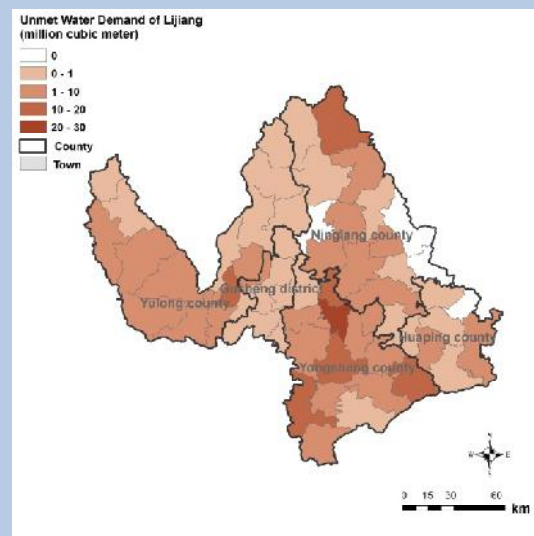 Unmet Water Demand of Lijiang
(million cubic meter)
0
0 - 1
1 - 10
10 - 20
20 - 30
County
Town
Ninglang county
Gucheng district
Yulong county
Huaping county
Yongsheng county
N
W E
S
0 15 30 60
km